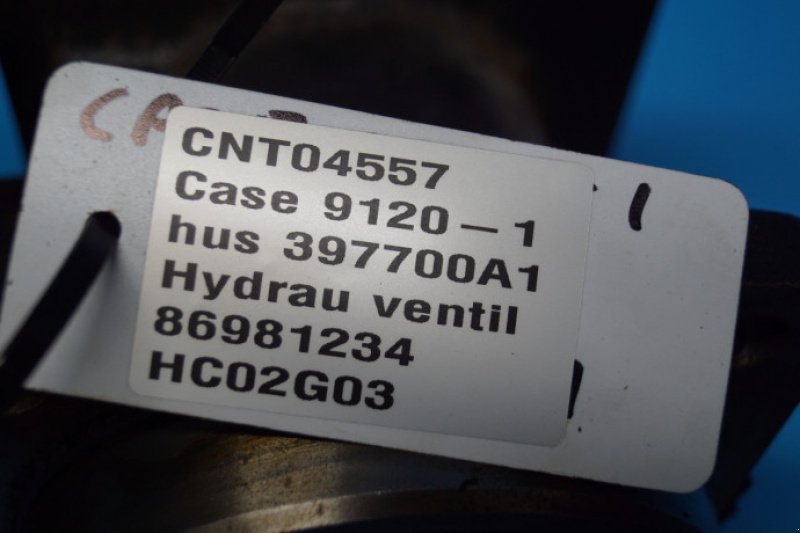 CNT04557
Case 9120-1
hus 397700A1
Hydrau ventil
86981234
HC02G03